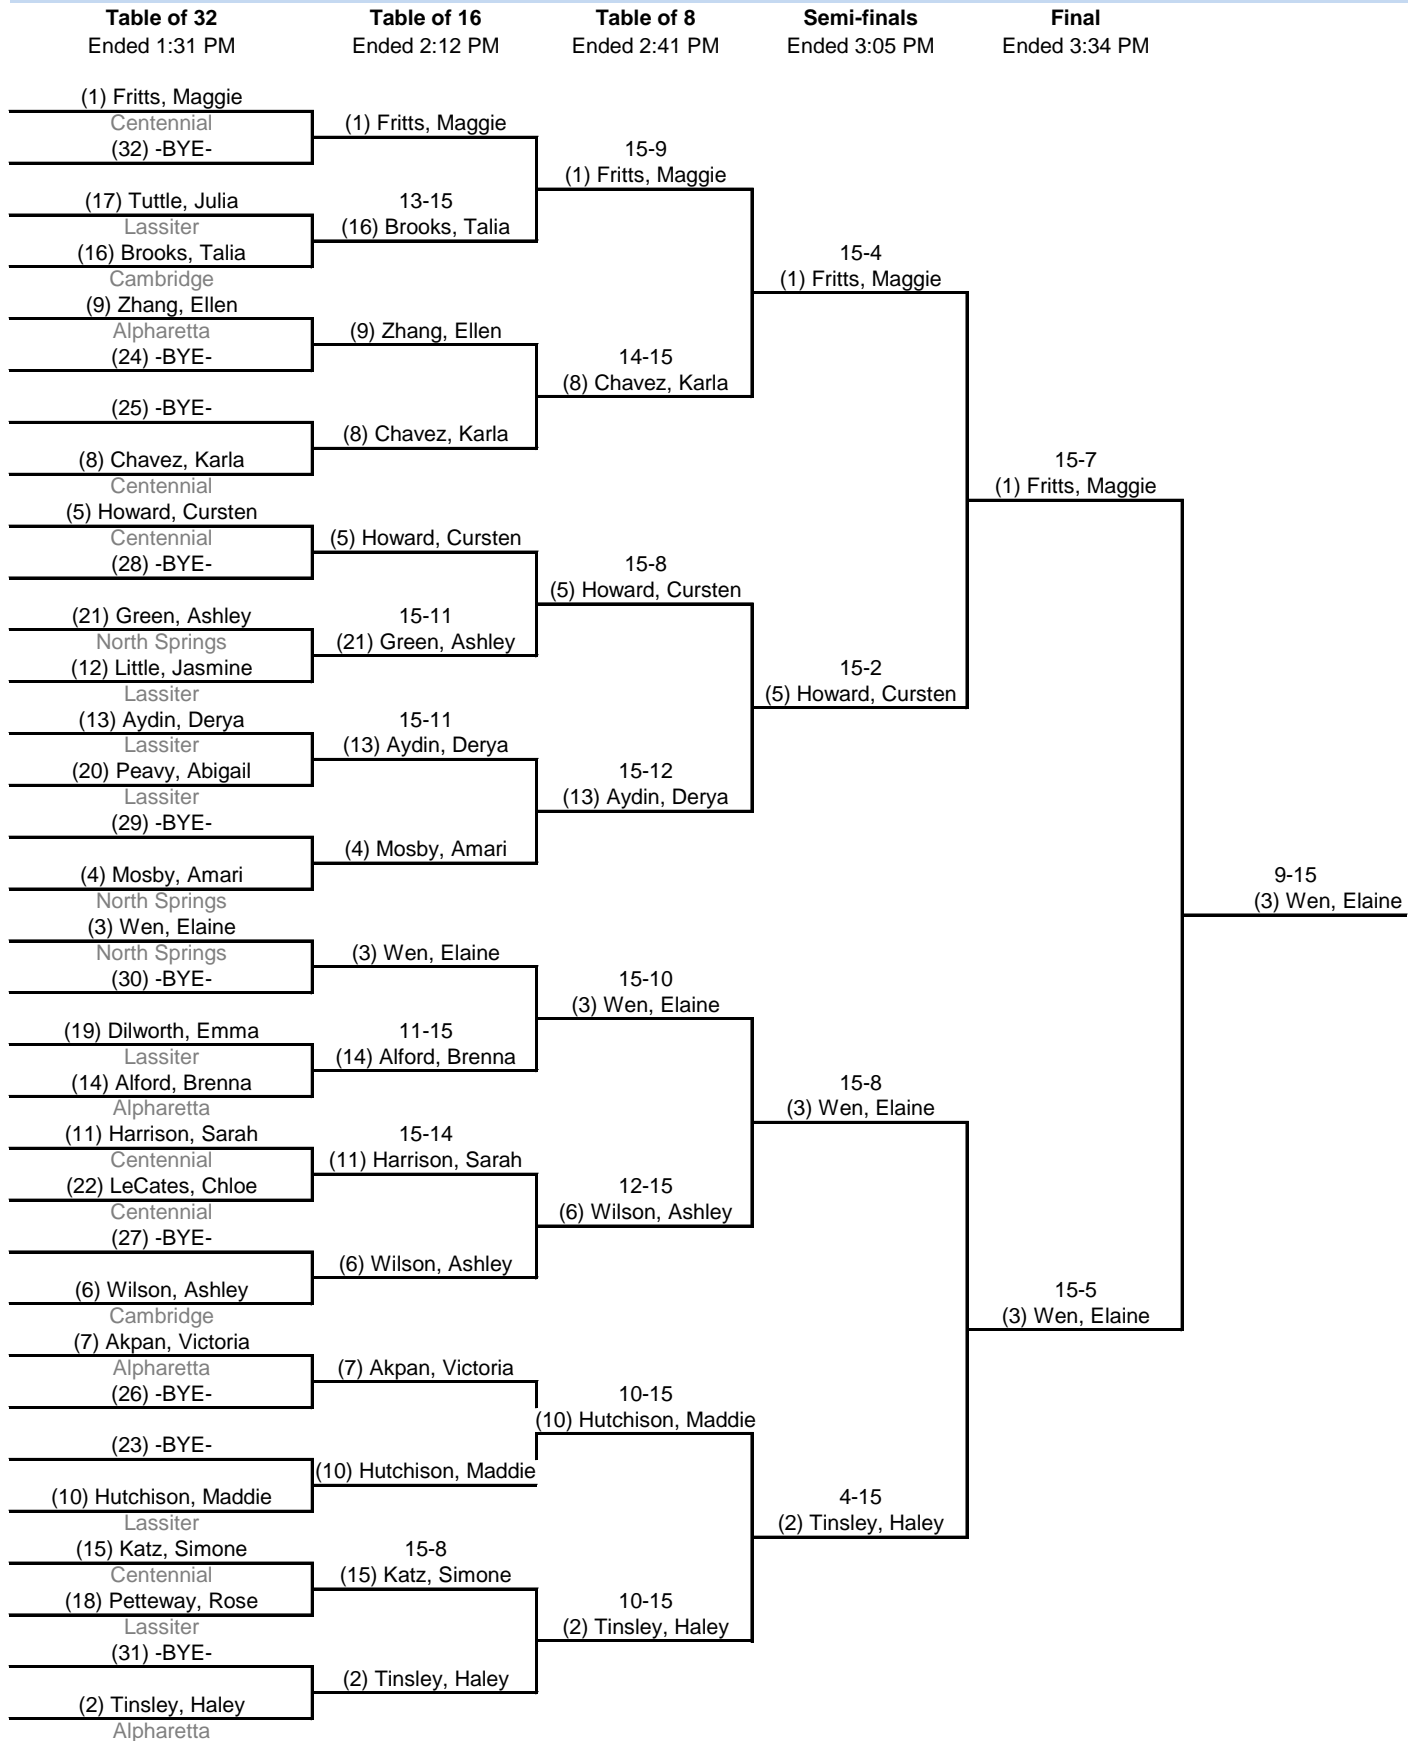 Table of 32
Ended 1:31 PM
Table of 16
Ended 2:12 PM
Table of 8
Ended 2:41 PM
Semi-finals
Ended 3:05 PM
Final
Ended 3:34 PM
(1) Fritts, Maggie
Centennial
(32) -BYE-
(17) Tuttle, Julia
Lassiter
(16) Brooks, Talia
Cambridge
(9) Zhang, Ellen
Alpharetta
(24) -BYE-
(25) -BYE-
(8) Chavez, Karla
Centennial
(5) Howard, Cursten
Centennial
(28) -BYE-
(21) Green, Ashley
North Springs
(12) Little, Jasmine
Lassiter
(13) Aydin, Derya
Lassiter
(20) Peavy, Abigail
Lassiter
(29) -BYE-
(4) Mosby, Amari
North Springs
(3) Wen, Elaine
North Springs
(30) -BYE-
(19) Dilworth, Emma
Lassiter
(14) Alford, Brenna
Alpharetta
(11) Harrison, Sarah
Centennial
(22) LeCates, Chloe
Centennial
(27) -BYE-
(6) Wilson, Ashley
Cambridge
(7) Akpan, Victoria
Alpharetta
(26) -BYE-
(23) -BYE-
(10) Hutchison, Maddie
Lassiter
(15) Katz, Simone
Centennial
(18) Petteway, Rose
Lassiter
(31) -BYE-
(2) Tinsley, Haley
Alpharetta
(1) Fritts, Maggie
13-15
(16) Brooks, Talia
(9) Zhang, Ellen
(8) Chavez, Karla
(5) Howard, Cursten
15-11
(21) Green, Ashley
15-11
(13) Aydin, Derya
(4) Mosby, Amari
(3) Wen, Elaine
11-15
(14) Alford, Brenna
15-14
(11) Harrison, Sarah
(6) Wilson, Ashley
(7) Akpan, Victoria
(10) Hutchison, Maddie
15-8
(15) Katz, Simone
(2) Tinsley, Haley
15-9
(1) Fritts, Maggie
14-15
(8) Chavez, Karla
15-8
(5) Howard, Cursten
15-12
(13) Aydin, Derya
15-10
(3) Wen, Elaine
12-15
(6) Wilson, Ashley
10-15
(10) Hutchison, Maddie
10-15
(2) Tinsley, Haley
15-4
(1) Fritts, Maggie
15-2
(5) Howard, Cursten
15-8
(3) Wen, Elaine
4-15
(2) Tinsley, Haley
15-7
(1) Fritts, Maggie
15-5
(3) Wen, Elaine
9-15
(3) Wen, Elaine